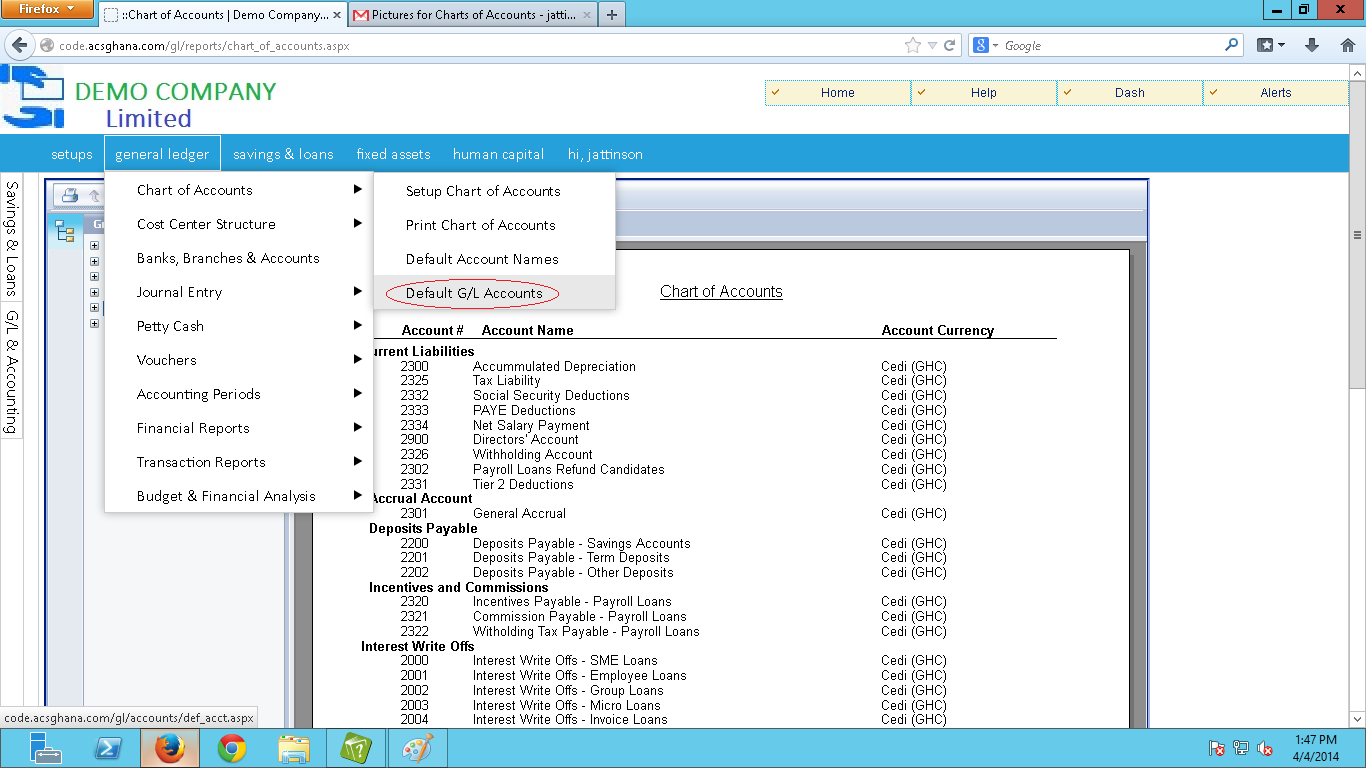 Firefox
::Chart of Accounts | Demo Company...
Pictures for Charts of Accounts - jatti...
code.acsghana.com/gl/reports/chart_of_accounts.aspx
Google
DEMO COMPANY
Limited
Home
Help
Dash
Alerts
setups
general ledger
savings & loans
fixed assets
human capital
hi, jattinson
Savings & Loans
G/L & Accounting
Chart of Accounts
Cost Center Structure
Banks, Branches & Accounts
Journal Entry
Petty Cash
Vouchers
Accounting Periods
Financial Reports
Transaction Reports
Budget & Financial Analysis
Setup Chart of Accounts
Print Chart of Accounts
Default Account Names
Default G/L Accounts
Chart of Accounts
Account # Account Name Account Currency
urrent Liabilities
2300 Accummulated Depreciation Cedi (GHC)
2325 Tax Liability Cedi (GHC)
2332 Social Security Deductions Cedi (GHC)
2333 PAYE Deductions Cedi (GHC)
2334 Net Salary Payment Cedi (GHC)
2900 Directors' Account Cedi (GHC)
2326 Withholding Account Cedi (GHC)
2302 Payroll Loans Refund Candidates Cedi (GHC)
2331 Tier 2 Deductions Cedi (GHC)
Accrual Account
2301 General Accrual Cedi (GHC)
Deposits Payable
2200 Deposits Payable - Savings Accounts Cedi (GHC)
2201 Deposits Payable - Term Deposits Cedi (GHC)
2202 Deposits Payable - Other Deposits Cedi (GHC)
Incentives and Commissions
2320 Incentives Payable - Payroll Loans Cedi (GHC)
2321 Commission Payable - Payroll Loans Cedi (GHC)
2322 Witholding Tax Payable - Payroll Loans Cedi (GHC)
Interest Write Offs
2000 Interest Write Offs - SME Loans Cedi (GHC)
2001 Interest Write Offs - Employee Loans Cedi (GHC)
2002 Interest Write Offs - Group Loans Cedi (GHC)
2003 Interest Write Offs - Micro Loans Cedi (GHC)
2004 Interest Write Offs - Invoice Loans Cedi (GHC)
code.acsghana.com/gl/accounts/def_acct.aspx
1:47 PM
4/4/2014